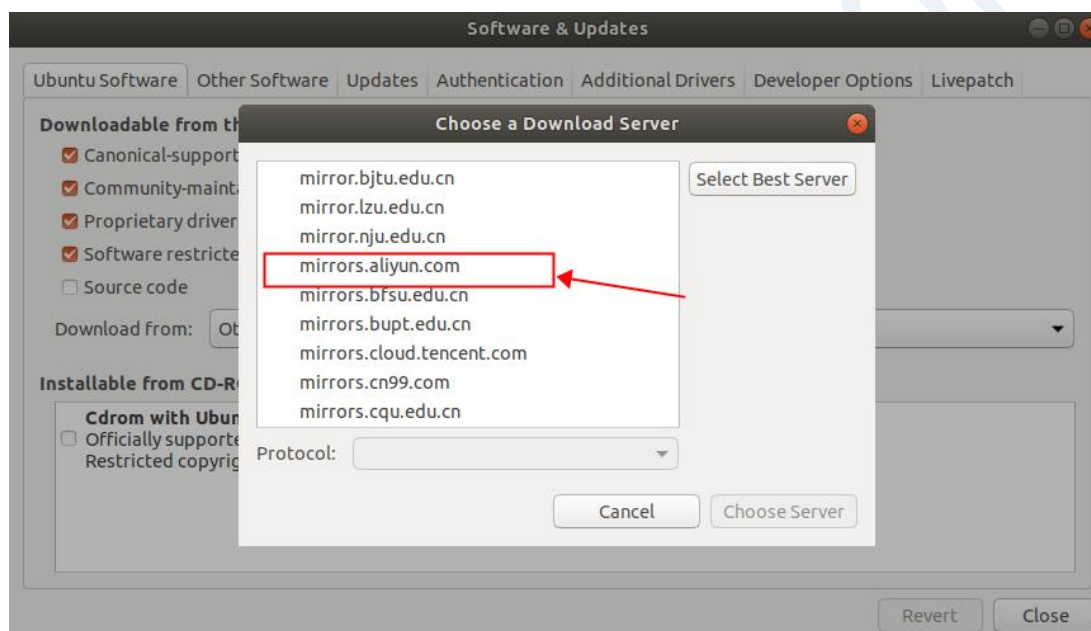 Software & Updates
Ubuntu Software Other Software Updates Authentication Additional Drivers Developer Options Livepatch
Downloadable from th
Choose a Download Server
Canonical-support
Community-maint
Proprietary driver
Software restricte
Source code
mirror.bjtu.edu.cn
mirror.lzu.edu.cn
mirror.nju.edu.cn
mirrors.aliyun.com
mirrors.bfsu.edu.cn
mirrors.bupt.edu.cn
mirrors.cloud.tencent.com
mirrors.cn99.com
mirrors.cqu.edu.cn
Select Best Server
Download from: Ot
Installable from CD-R
Cdrom with Ubun
Officially supporte
Restricted copyrig
Protocol:
Cancel Choose Server
Revert Close